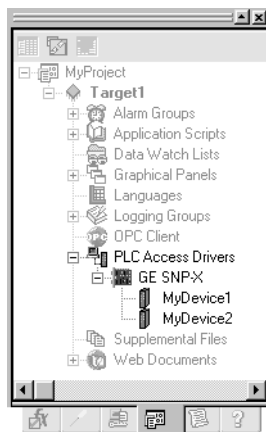 MyProject
Target1
Alarm Groups
Application Scripts
Data Watch Lists
Graphical Panels
Languages
Logging Groups
OPC OPC Client
PLC Access Drivers
GE SNP-X
MyDevice1
MyDevice2
Supplemental Files
Web Documents